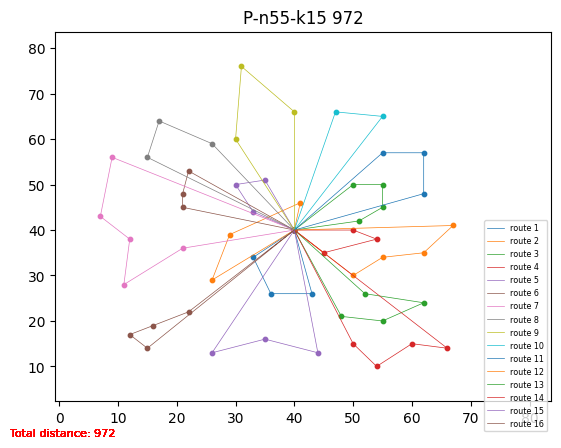 P-n55-k15 972
80
70
60
50
40
30
20
10
0 10 20 30 40 50 60 70 80
route 1
route 2
route 3
route 4
route 5
route 6
route 7
route 8
route 9
route 10
route 11
route 12
route 13
route 14
route 15
route 16
Total distance: 972